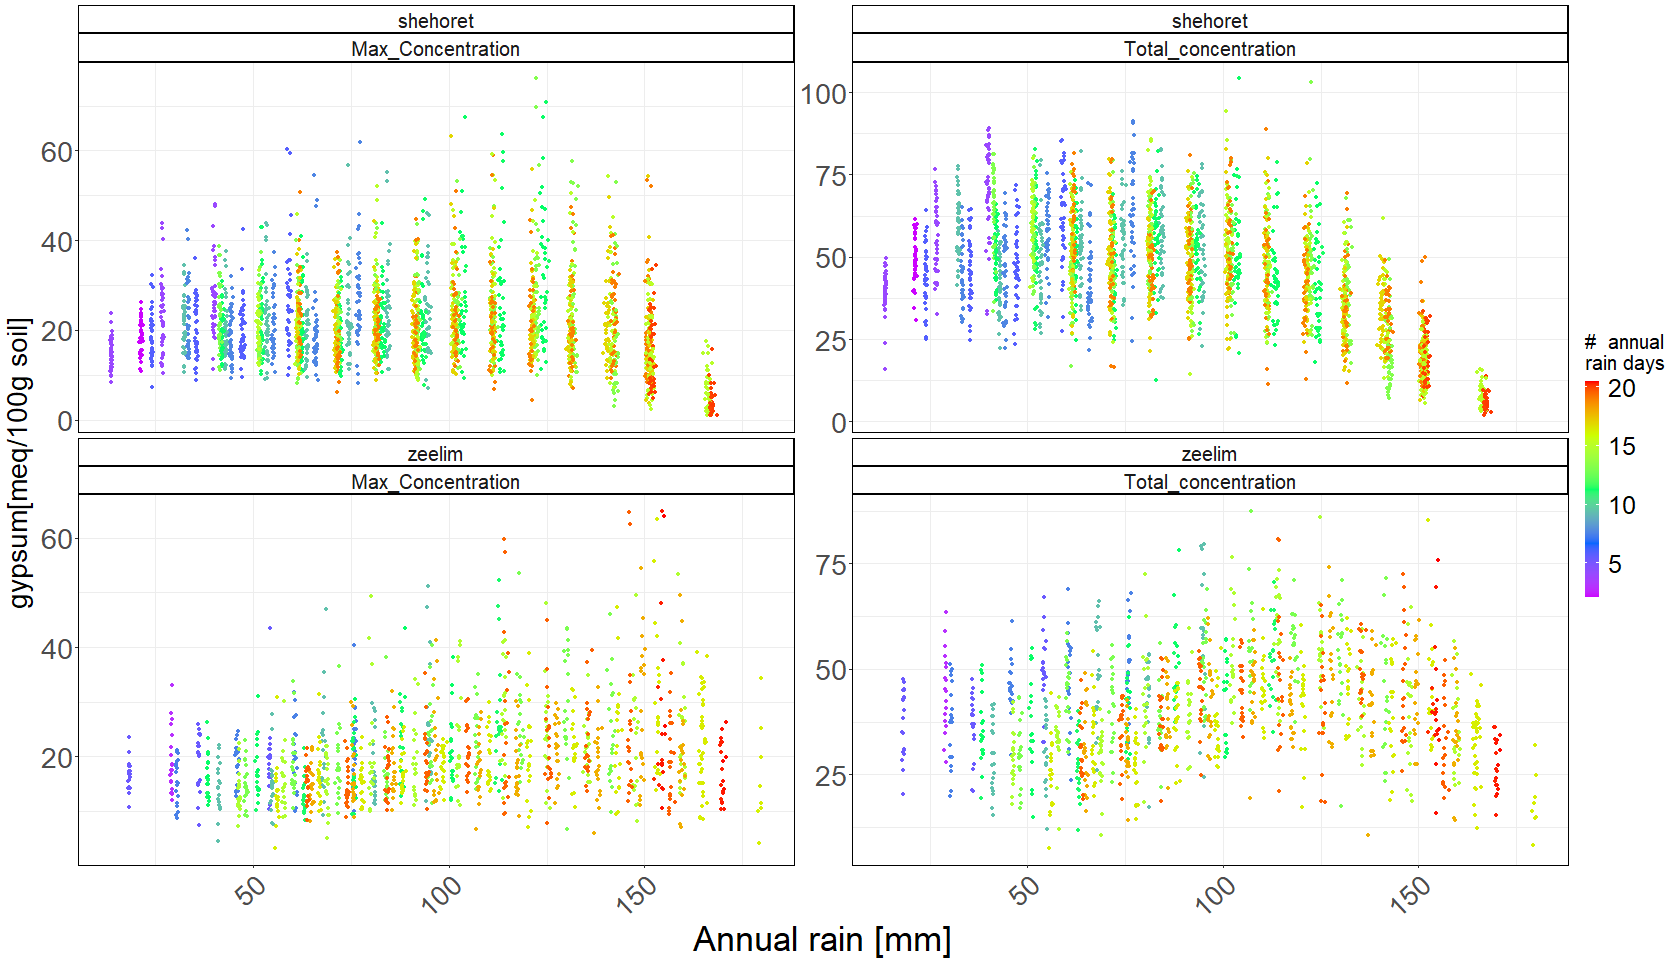 shehoret
Max_Concentration
shehoret
Total_concentration
60
40
20
0
100
75
50
25
0
zeelim
Max_Concentration
zeelim
Total_concentration
60
40
20
75
50
25
50
100
150
50
100
150
gypsum[meq/100g soil]
Annual rain [mm]
# annual
rain days
20
15
10
5